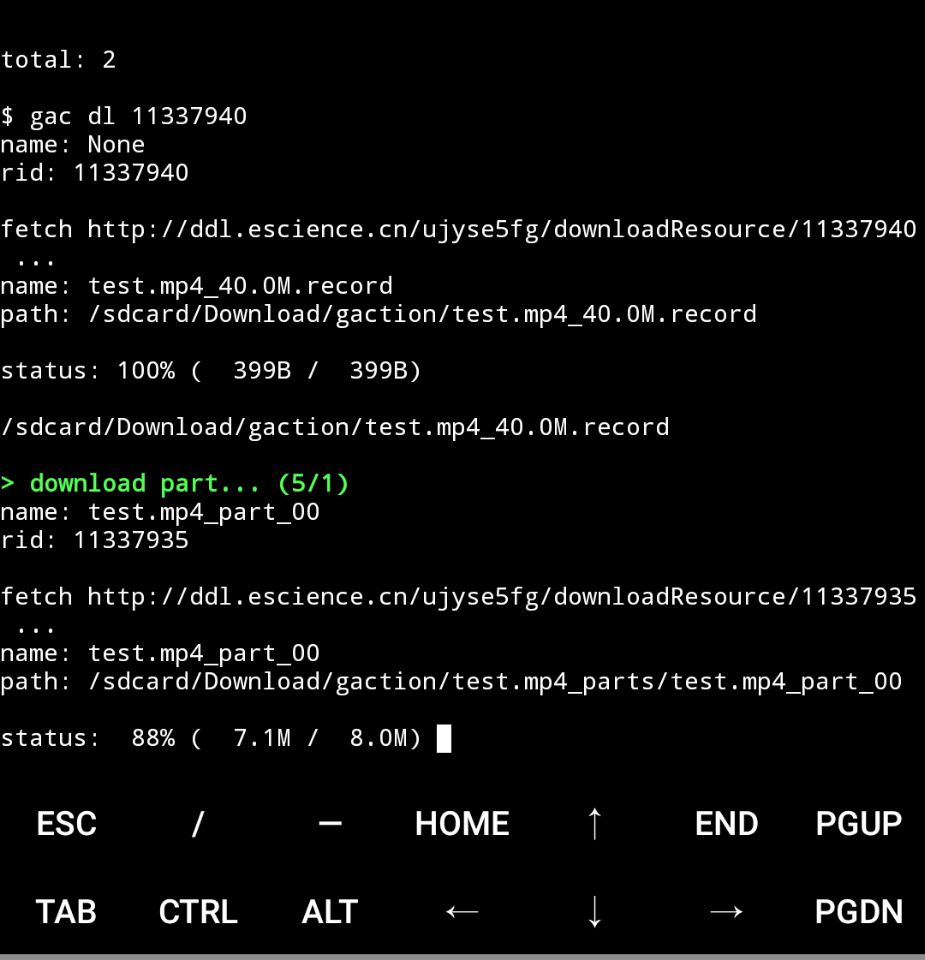 total: 2
$ gac dl 11337940
name: None
rid: 11337940
fetch http://ddl.escience.cn/ujyse5fg/downloadResource/11337940
...
name: test.mp4_40.0M.record
path: /sdcard/Download/gaction/test.mp4_40.0M.record
status: 100% (  399B /  399B)
/sdcard/Download/gaction/test.mp4_40.0M.record
> download part... (5/1)
name: test.mp4_part_00
rid: 11337935
fetch http://ddl.escience.cn/ujyse5fg/downloadResource/11337935
...
name: test.mp4_part_00
path: /sdcard/Download/gaction/test.mp4_parts/test.mp4_part_00
status:  88% (  7.1M /  8.0M)
ESC / — HOME ↑ END PGUP
TAB CTRL ALT ← ↓ → PGDN